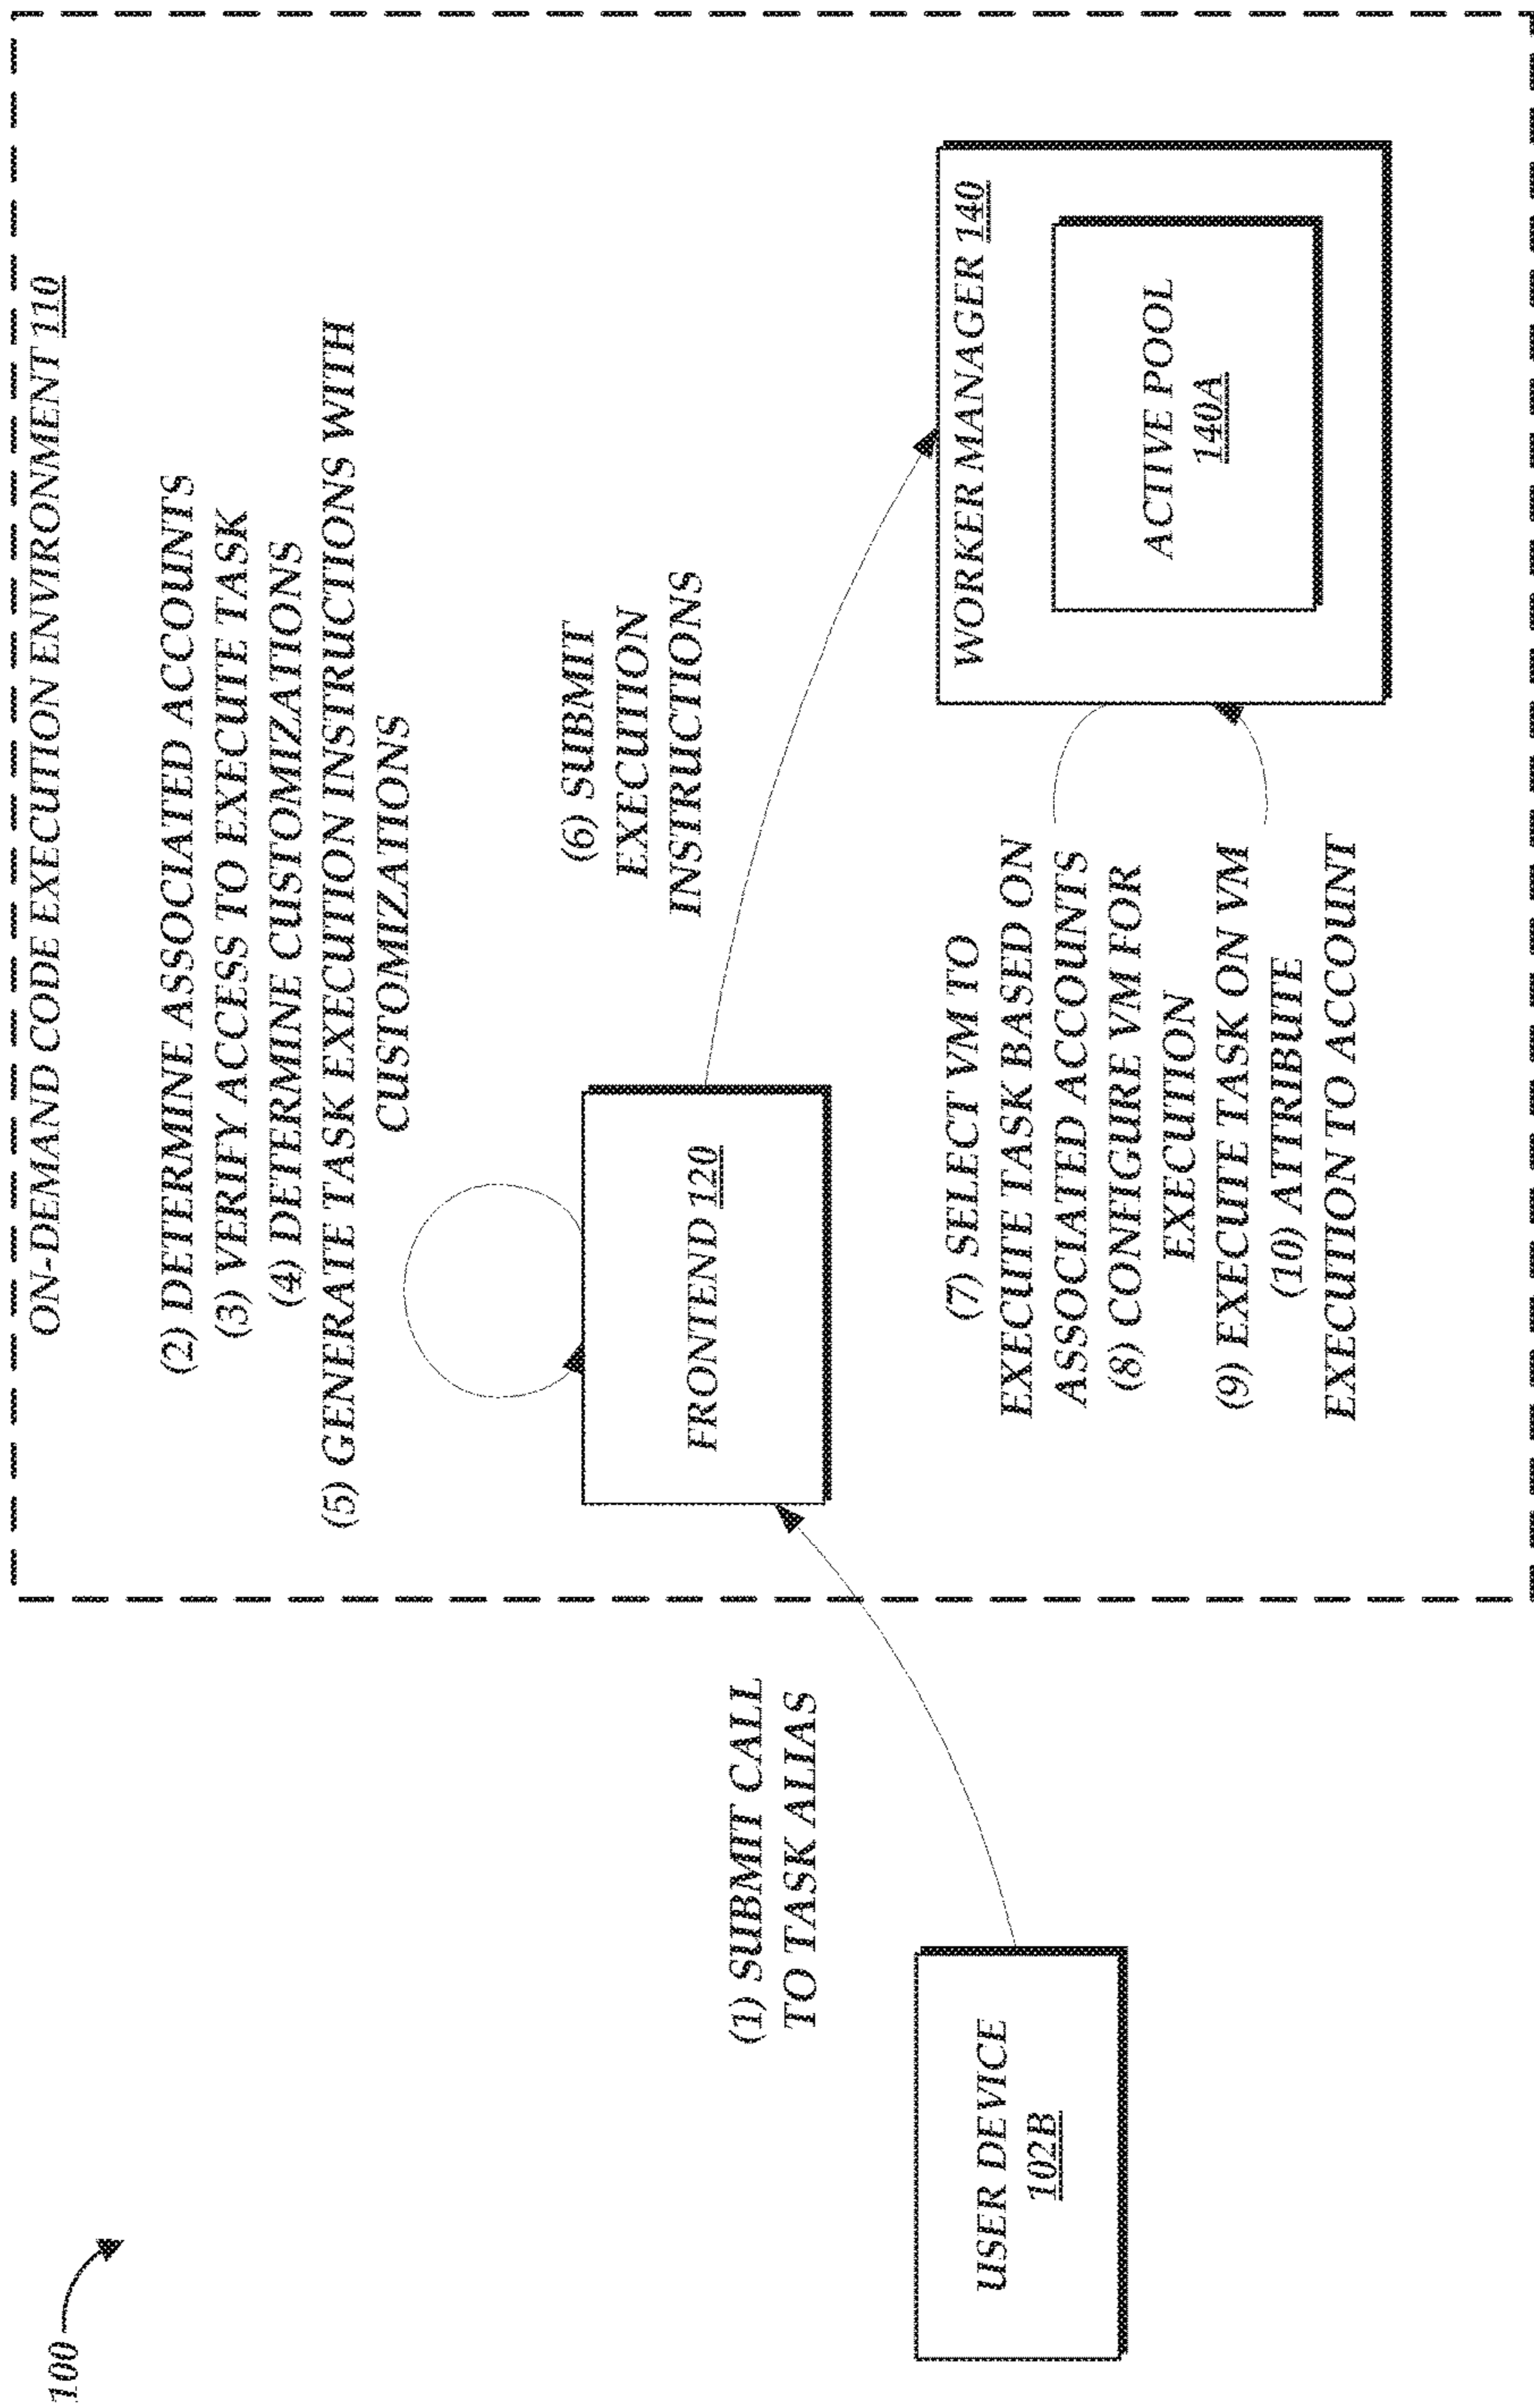 100
ON-DEMAND CODE EXECUTION ENVIRONMENT 110
(2) DETERMINE ASSOCIATED ACCOUNTS
(3) VERIFY ACCESS TO EXECUTE TASK
(4) DETERMINE CUSTOMIZATIONS
(5) GENERATE TASK EXECUTION INSTRUCTIONS WITH
CUSTOMIZATIONS
(6) SUBMIT
EXECUTION
INSTRUCTIONS
FRONTEND 120
(1) SUBMIT CALL
TO TASK ALIAS
USER DEVICE
102B
(7) SELECT VM TO
EXECUTE TASK BASED ON
ASSOCIATED ACCOUNTS
(8) CONFIGURE VM FOR
EXECUTION
(9) EXECUTE TASK ON VM
(10) ATTRIBUTE
EXECUTION TO ACCOUNT
WORKER MANAGER 140
ACTIVE POOL
140A